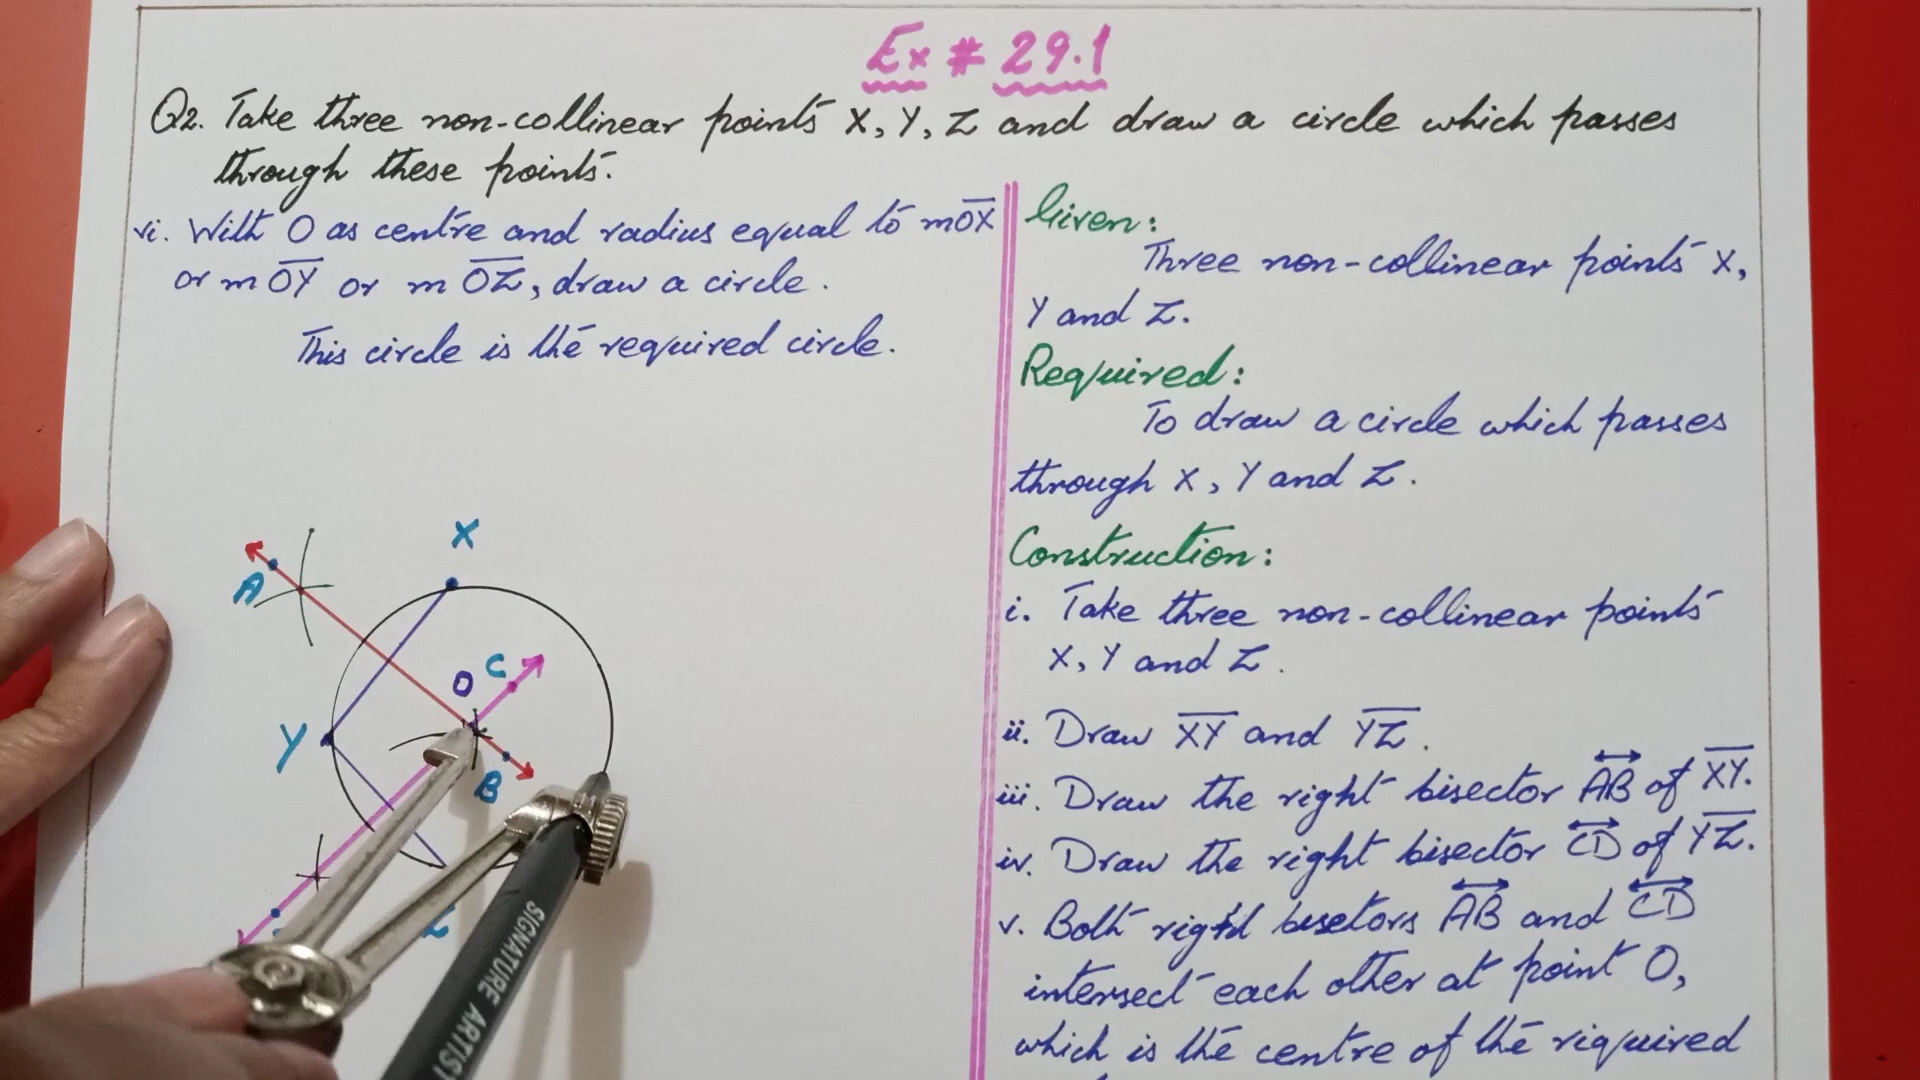 Ex # 29.1
Q2. Take three non-collinear points X, Y, Z and draw a circle which passes
through these points.
vi. With O as centre and radius equal to mOX
or mOY or mOZ, draw a circle.
This circle is the required circle.
Given:
Three non-collinear points X,
Y and Z.
Required:
To draw a circle which passes
through X, Y and Z.
Construction:
i. Take three non-collinear points
X, Y and Z.
ii. Draw XY and YZ.
iii. Draw the right bisector AB of XY.
iv. Draw the right bisector CD of YZ.
v. Both right bisetors AB and CD
intersect each other at point O,
which is the centre of the riquired
X
A
O C
Y
B
Z
SIGNATURE ARTIST